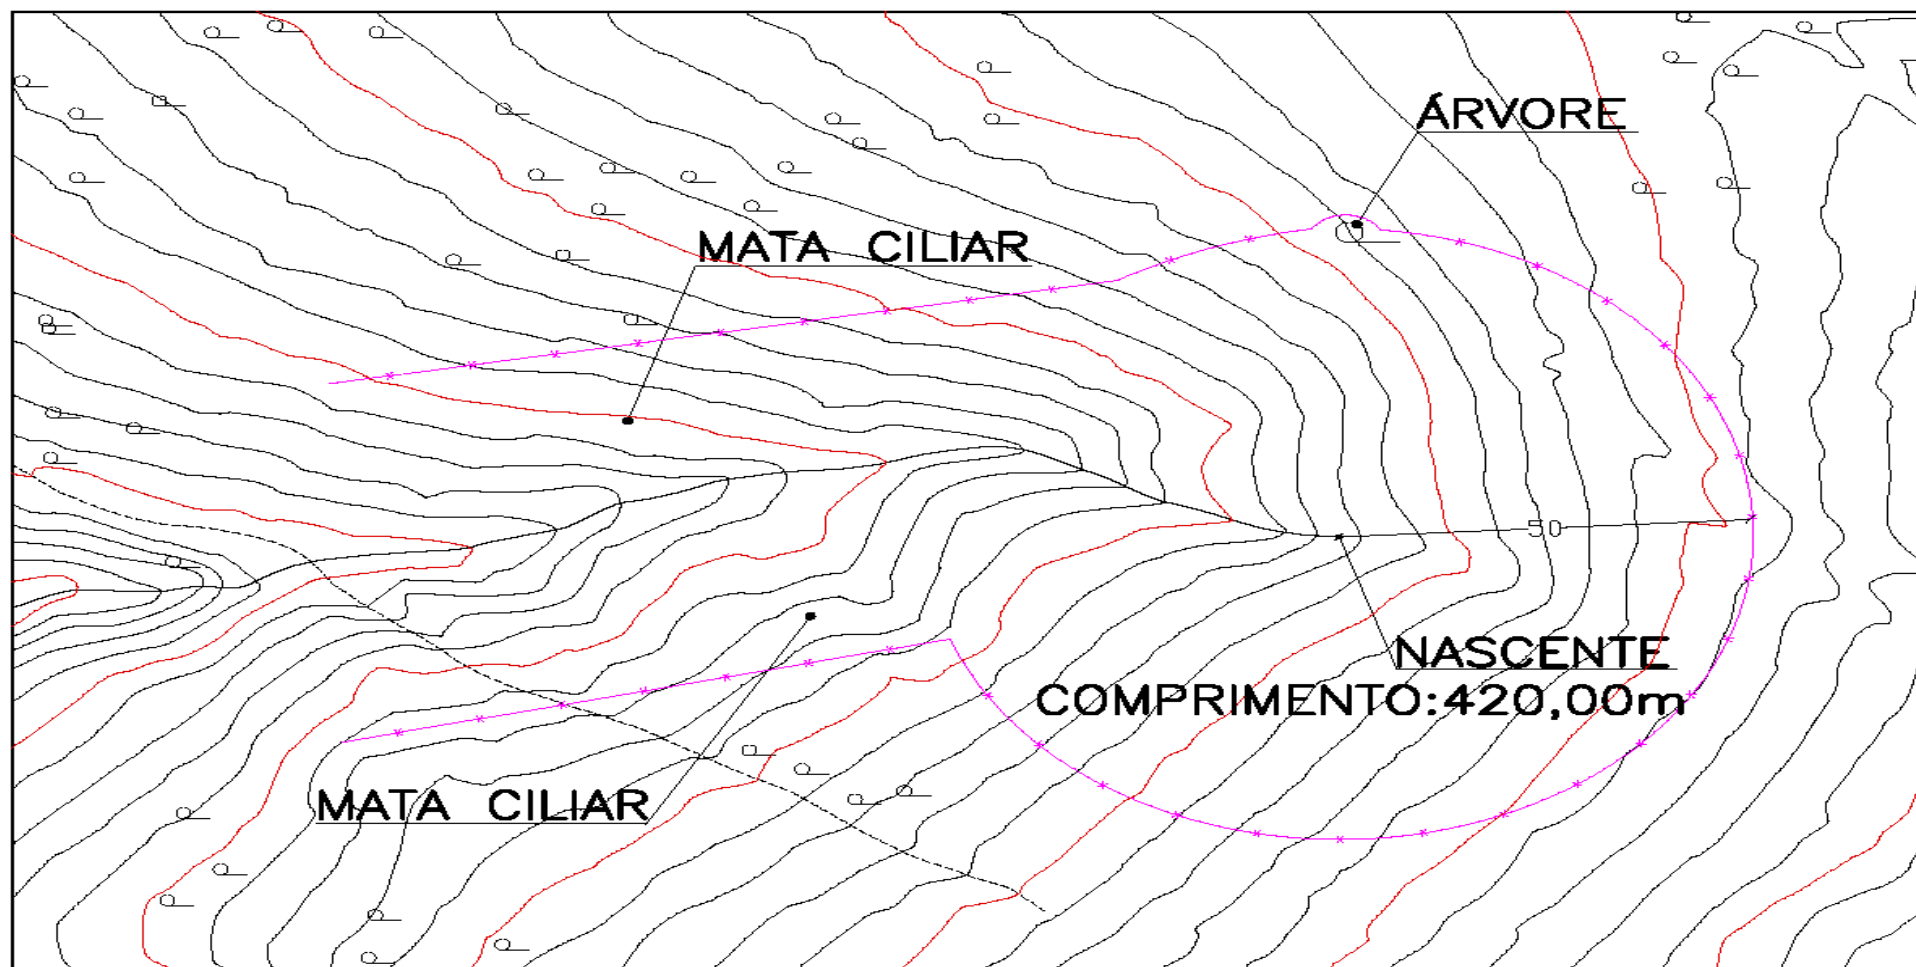 ÁRVORE
MATA CILIAR
50
NASCENTE
COMPRIMENTO:420,00m
MATA CILIAR